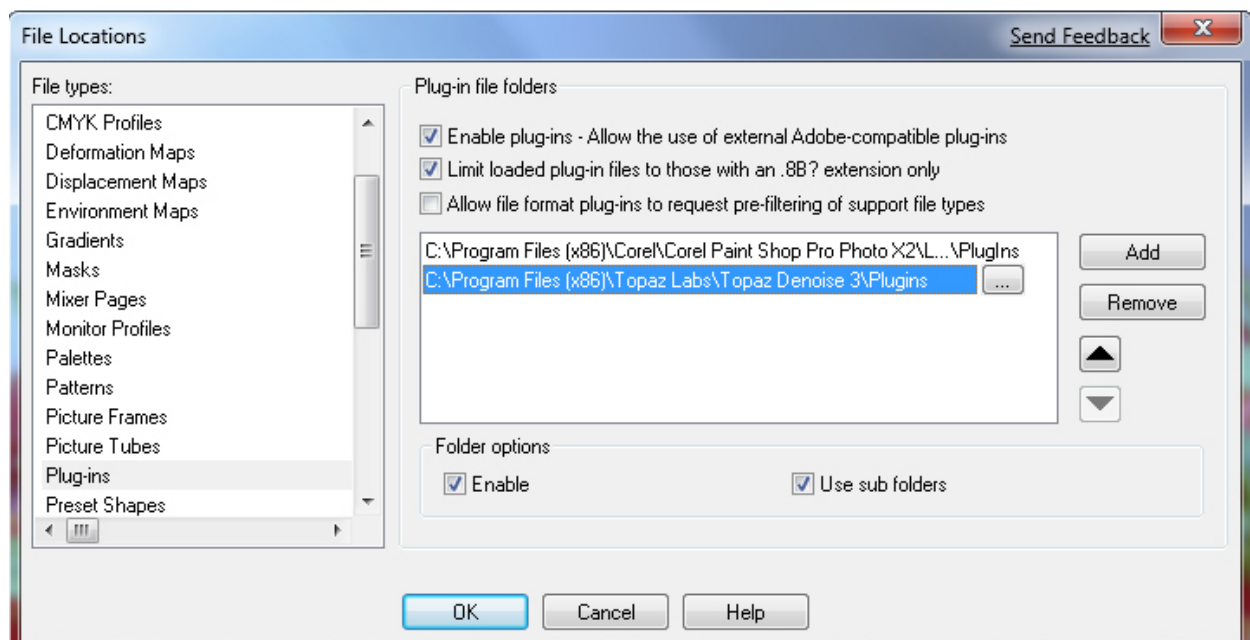 File Locations
Send Feedback
File types:
CMYK Profiles
Deformation Maps
Displacement Maps
Environment Maps
Gradients
Masks
Mixer Pages
Monitor Profiles
Palettes
Patterns
Picture Frames
Picture Tubes
Plug-ins
Preset Shapes
Plug-in file folders
Enable plug-ins - Allow the use of external Adobe-compatible plug-ins
Limit loaded plug-in files to those with an .8B? extension only
Allow file format plug-ins to request pre-filtering of support file types
C:\Program Files (x86)\Corel\Corel Paint Shop Pro Photo X2\L...\PlugIns
C:\Program Files (x86)\Topaz Labs\Topaz Denoise 3\Plugins
...
Add
Remove
Folder options
Enable
Use sub folders
OK
Cancel
Help